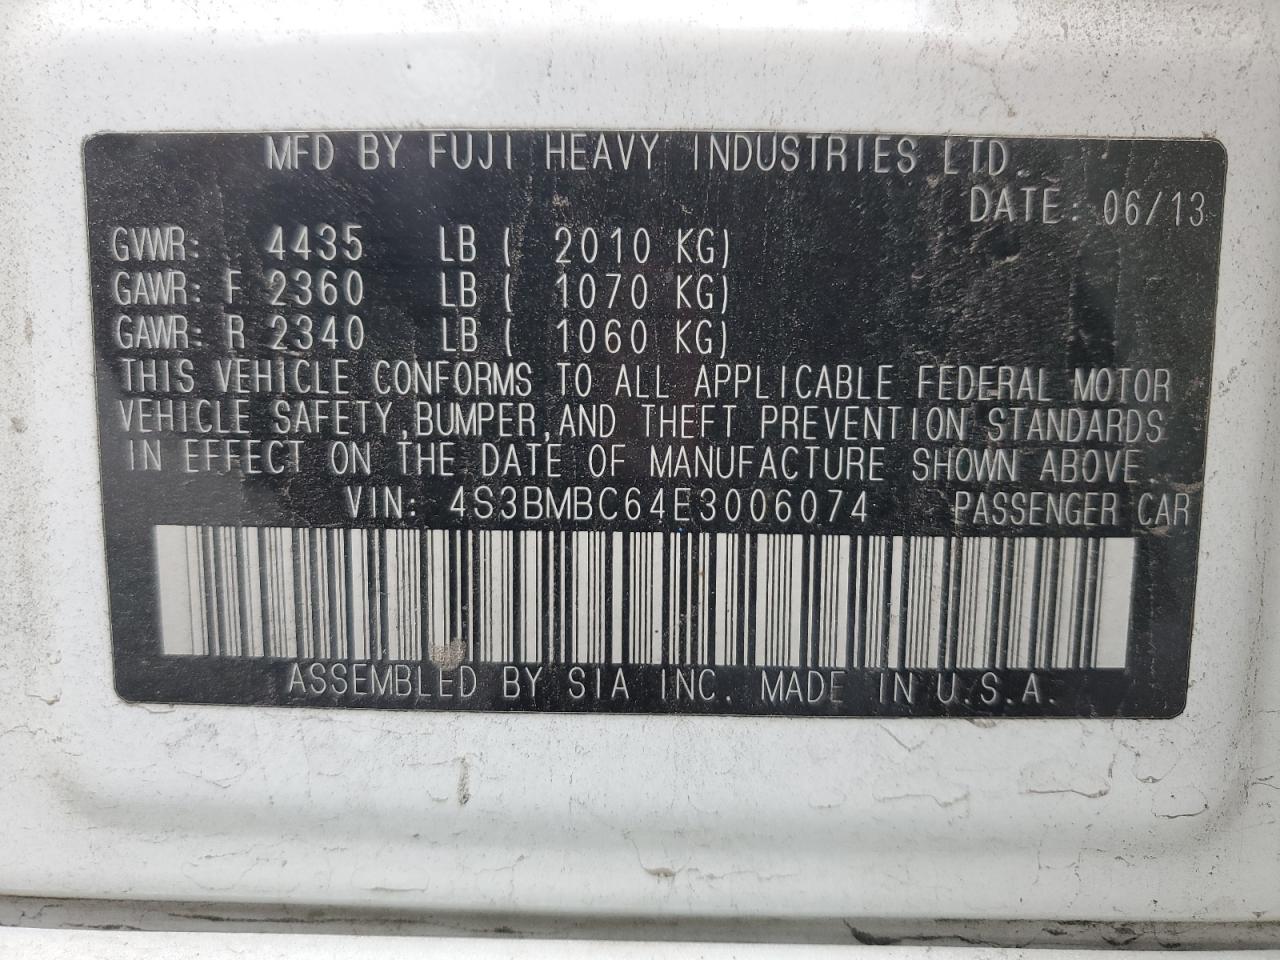 MFD BY FUJI HEAVY INDUSTRIES LTD.
DATE: 06/13
GVWR: 4435 LB ( 2010 KG)
GAWR: F 2360 LB ( 1070 KG)
GAWR: R 2340 LB ( 1060 KG)
THIS VEHICLE CONFORMS TO ALL APPLICABLE FEDERAL MOTOR
VEHICLE SAFETY,BUMPER,AND THEFT PREVENTION STANDARDS
IN EFFECT ON THE DATE OF MANUFACTURE SHOWN ABOVE.
VIN: 4S3BMBC64E3006074 PASSENGER CAR
ASSEMBLED BY SIA INC. MADE IN U.S.A.